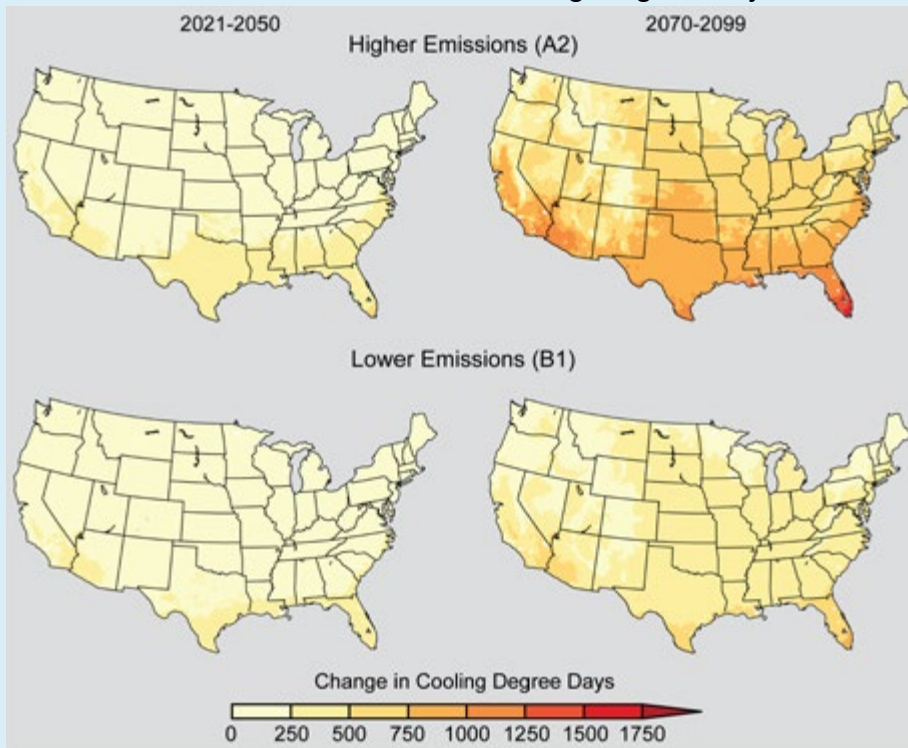 2021-2050 2070-2099
Higher Emissions (A2)
Lower Emissions (B1)
Change in Cooling Degree Days
0 250 500 750 1000 1250 1500 1750